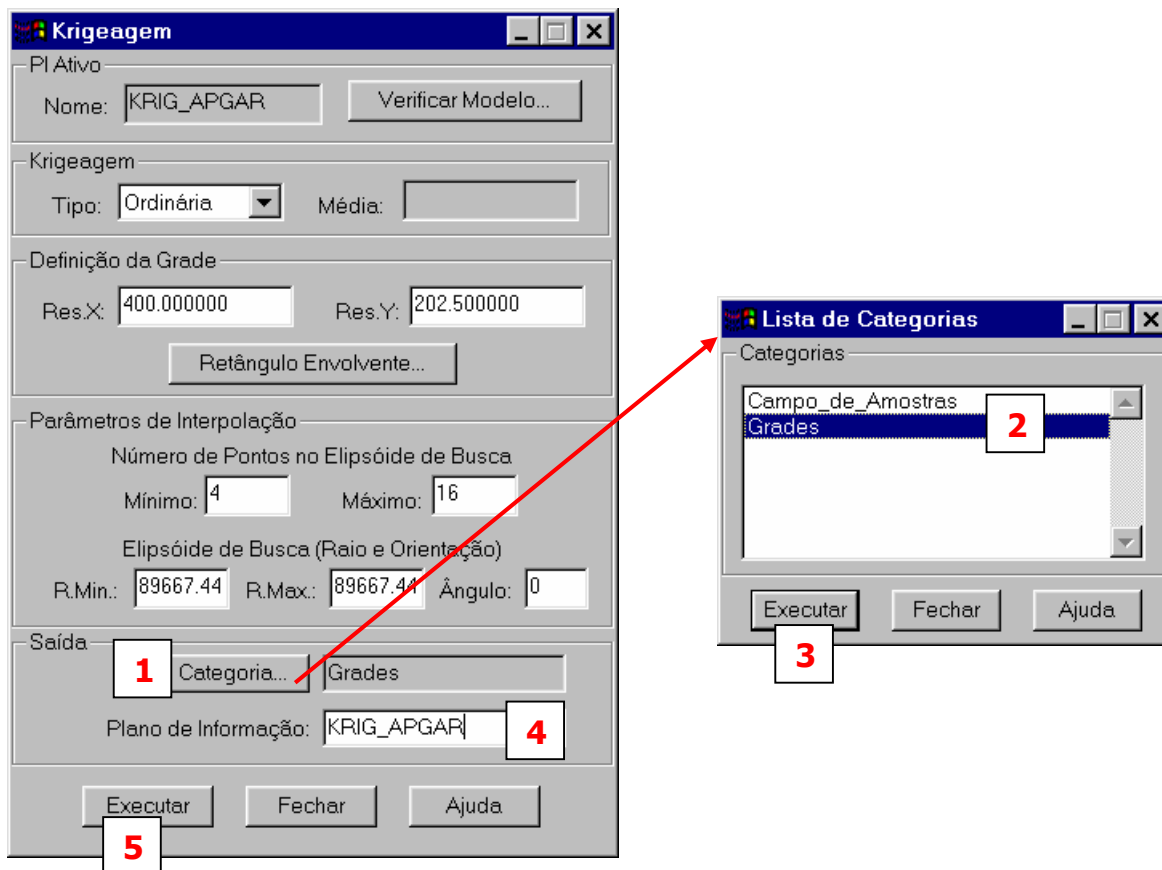 Krigeagem
PI Ativo
Nome: KRIG_APGAR Verificar Modelo...
Krigeagem
Tipo: Ordinária Média:
Definição da Grade
Res.X: 400.000000 Res.Y: 202.500000
Retângulo Envolvente...
Parâmetros de Interpolação
Número de Pontos no Elipsóide de Busca
Mínimo: 4 Máximo: 16
Elipsóide de Busca (Raio e Orientação)
R.Min.: 89667.44 R.Max.: 89667.44 Ângulo: 0
Saída
1 Categoria... Grades
Plano de Informação: KRIG_APGAR 4
Executar Fechar Ajuda
5
Lista de Categorias
Categorias
Campo_de_Amostras
Grades 2
Executar Fechar Ajuda
3